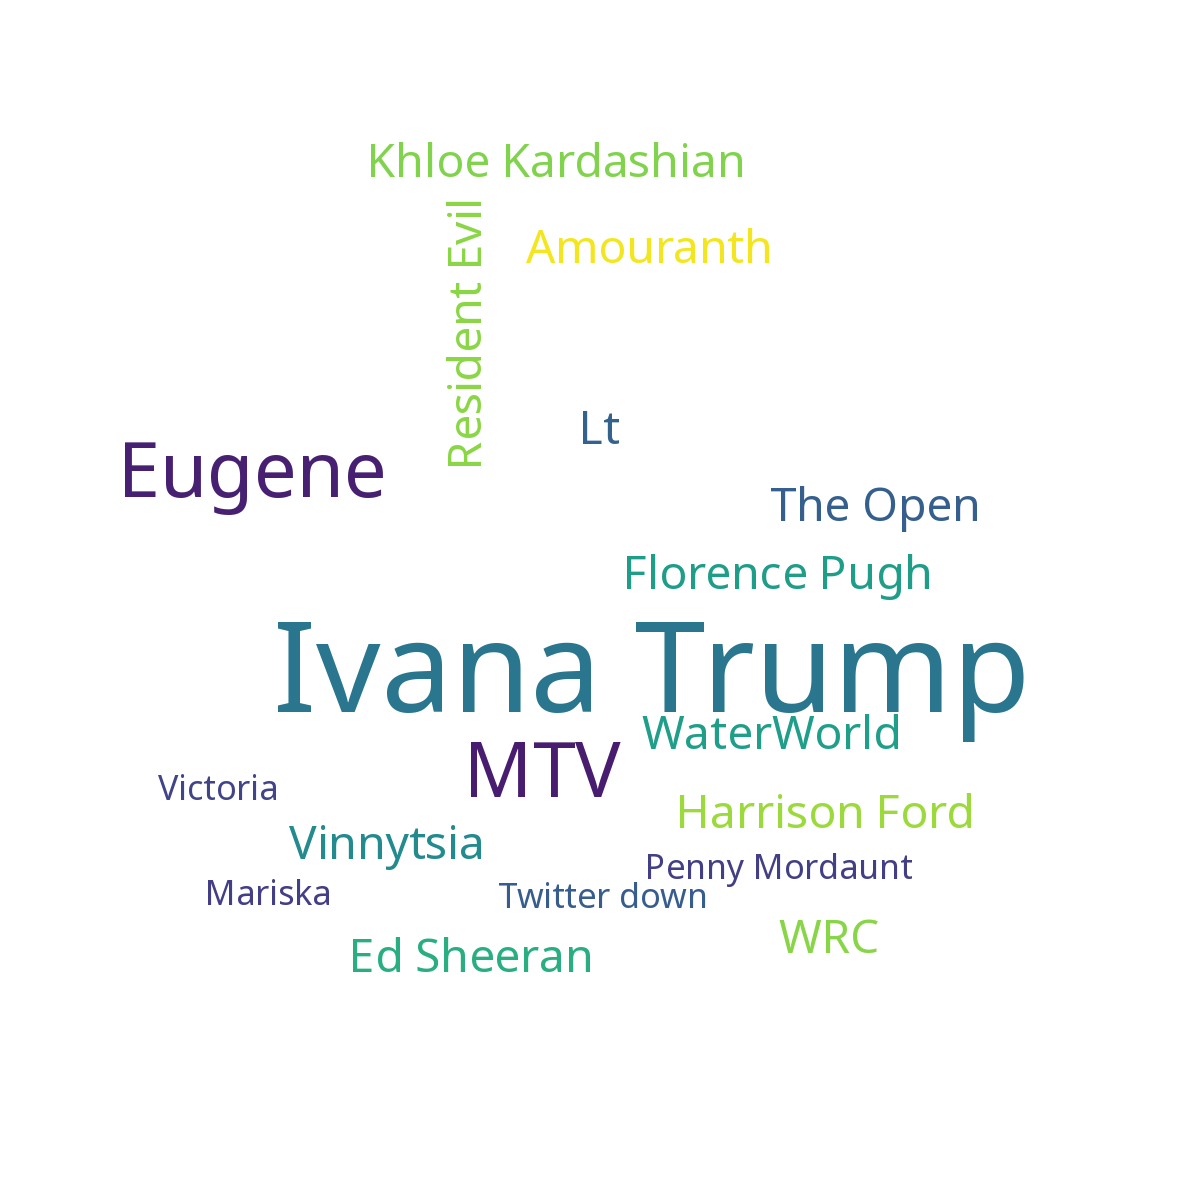 Khloe Kardashian
Resident Evil
Amouranth
Lt
Eugene
The Open
Florence Pugh
Ivana Trump
WaterWorld
MTV
Victoria
Harrison Ford
Vinnytsia
Penny Mordaunt
Mariska
Twitter down
WRC
Ed Sheeran